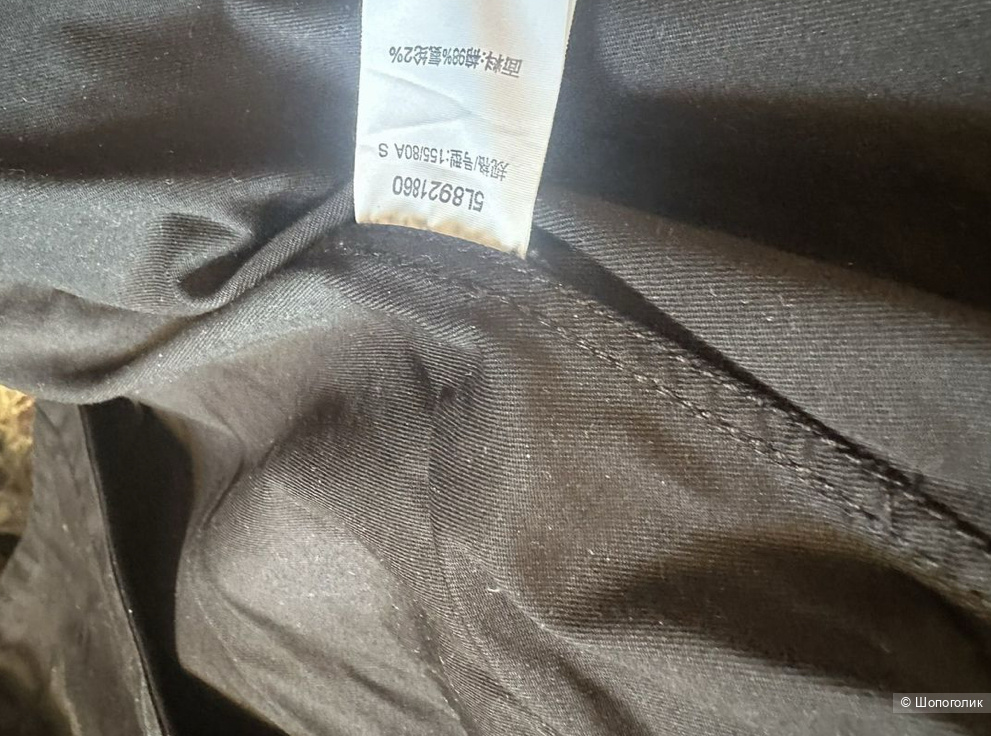 5L8921860
规格/号型:155/80A S
面料:棉98%氨纶2%
© Шопоголик